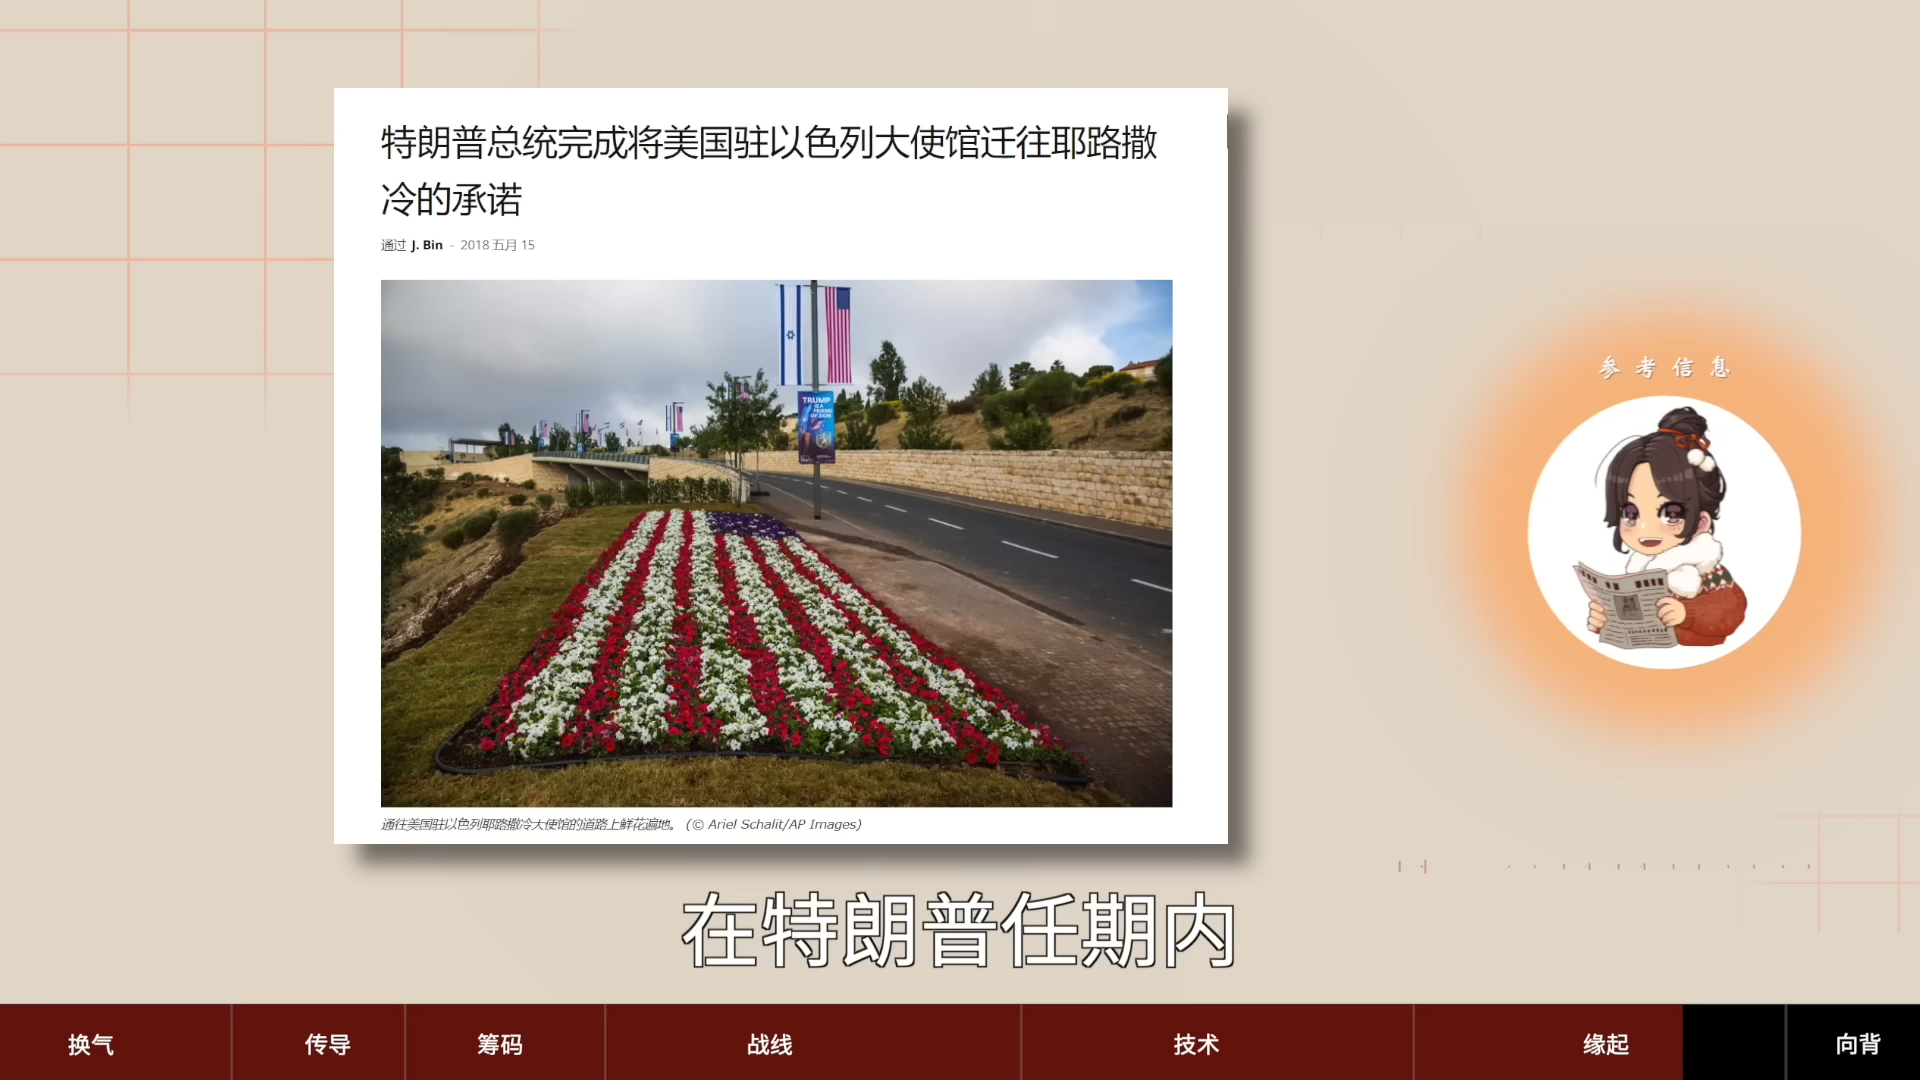 特朗普总统完成将美国驻以色列大使馆迁往耶路撒
冷的承诺
通过 J. Bin - 2018 五月 15
TRUMP
IS A
FRIEND
OF ZION
通往美国驻以色列耶路撒冷大使馆的道路上鲜花遍地。 (© Ariel Schalit/AP Images)
参考信息
在特朗普任期内
换气
传导
筹码
战线
技术
缘起
向背